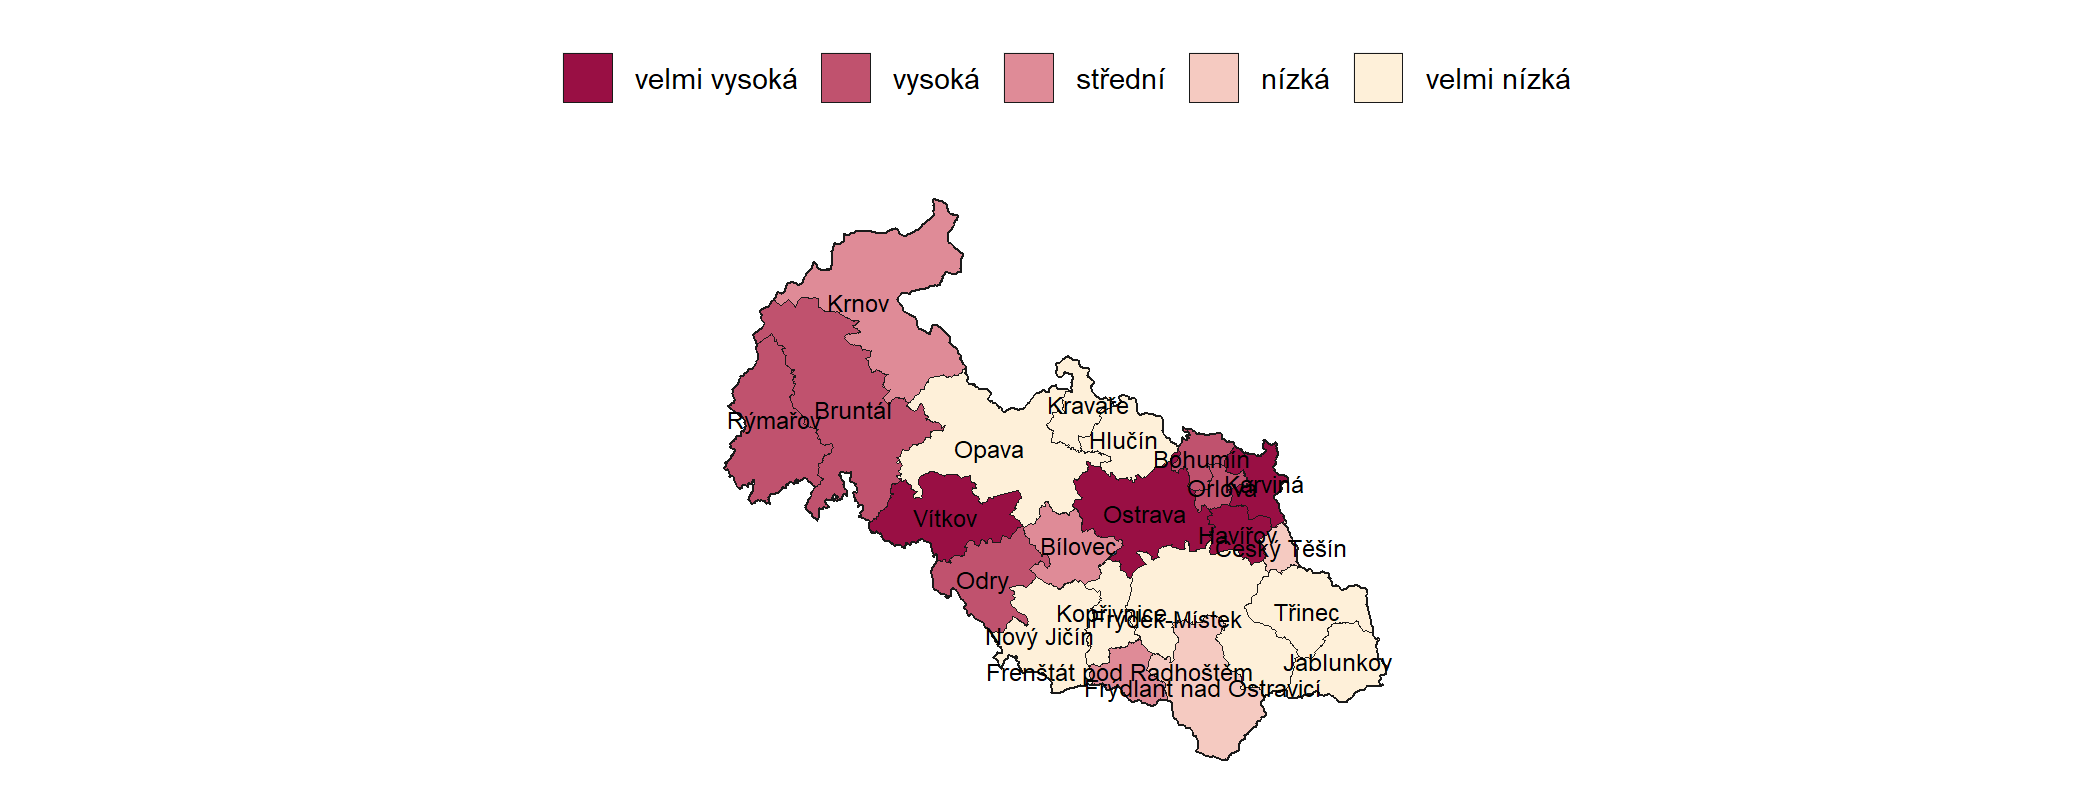 velmi vysoká
vysoká
střední
nízká
velmi nízká
Krnov
Kravaře
Bruntál
Rýmařov
Hlučín
Opava
Bohumín
Karviná
Orlová
Ostrava
Vítkov
Havířov
Bílovec
Český Těšín
Odry
Kopřivnice
Třinec
Frýdek-Místek
Nový Jičín
Jablunkov
Frenštát pod Radhoštěm
Frýdlant nad Ostravicí